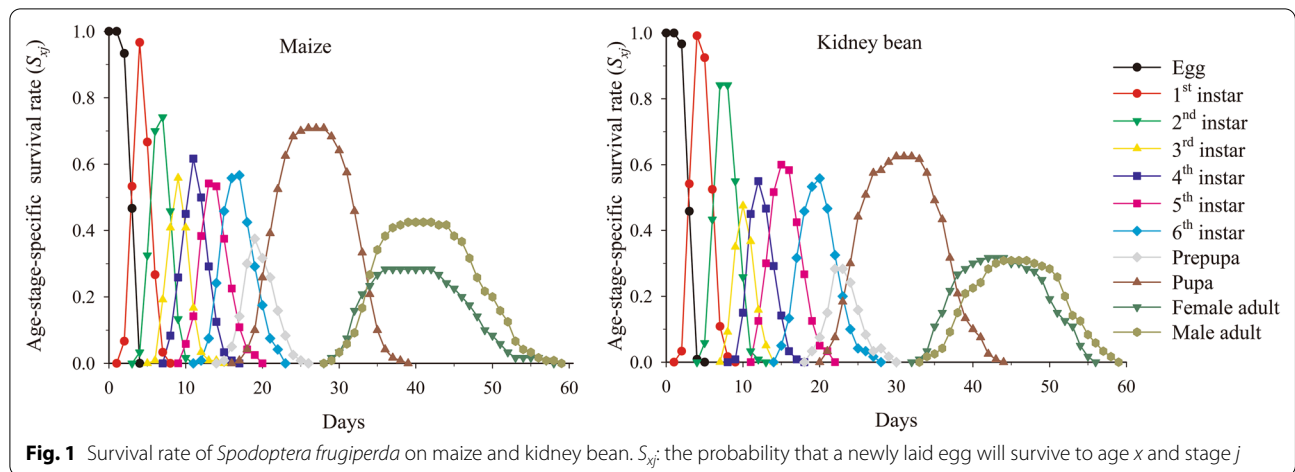 Maize
Age-stage-specific survival rate (Sxj)
1.0
0.8
0.6
0.4
0.2
0.0
0 10 20 30 40 50 60
Days
Kidney bean
Age-stage-specific survival rate (Sxj)
1.0
0.8
0.6
0.4
0.2
0.0
0 10 20 30 40 50 60
Days
Egg
1st instar
2nd instar
3rd instar
4th instar
5th instar
6th instar
Prepupa
Pupa
Female adult
Male adult
Fig. 1 Survival rate of Spodoptera frugiperda on maize and kidney bean. Sxj: the probability that a newly laid egg will survive to age x and stage j